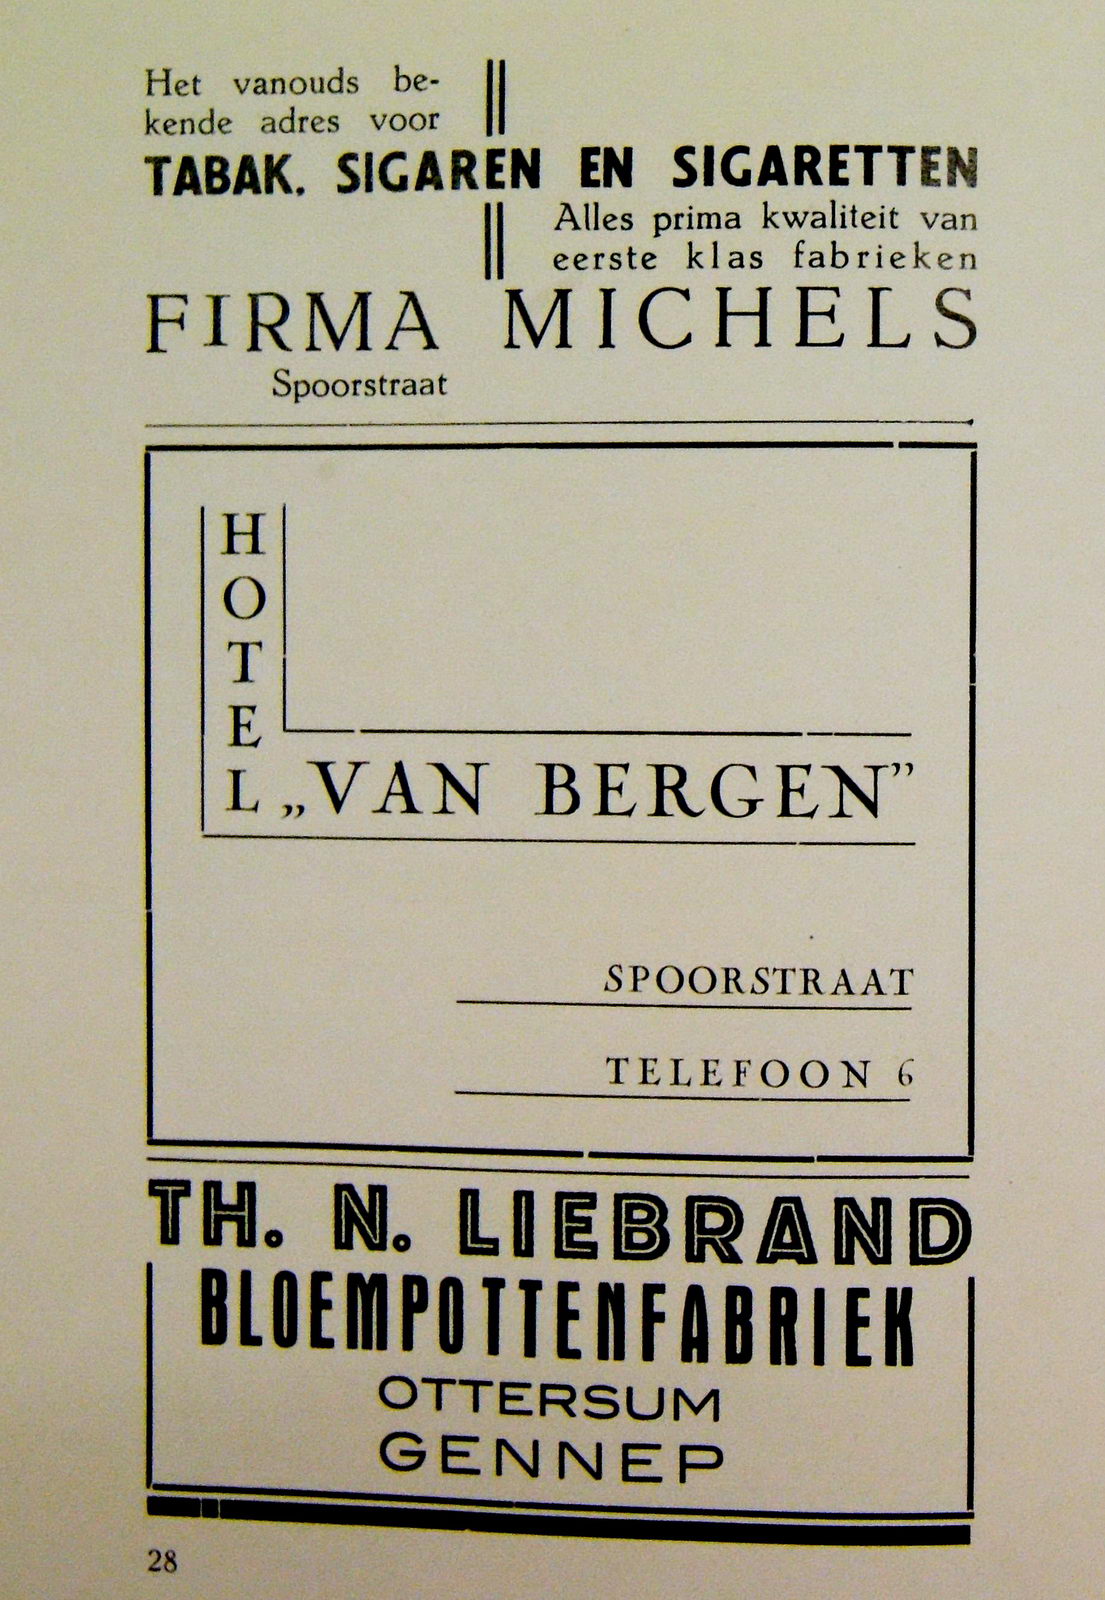 Het vanouds be-
kende adres voor
TABAK. SIGAREN EN SIGARETTEN
Alles prima kwaliteit van
eerste klas fabrieken
FIRMA MICHELS
Spoorstraat
HOTEL „VAN BERGEN”
SPOORSTRAAT
TELEFOON 6
TH. N. LIEBRAND
BLOEMPOTTENFABRIEK
OTTERSUM
GENNEP
28